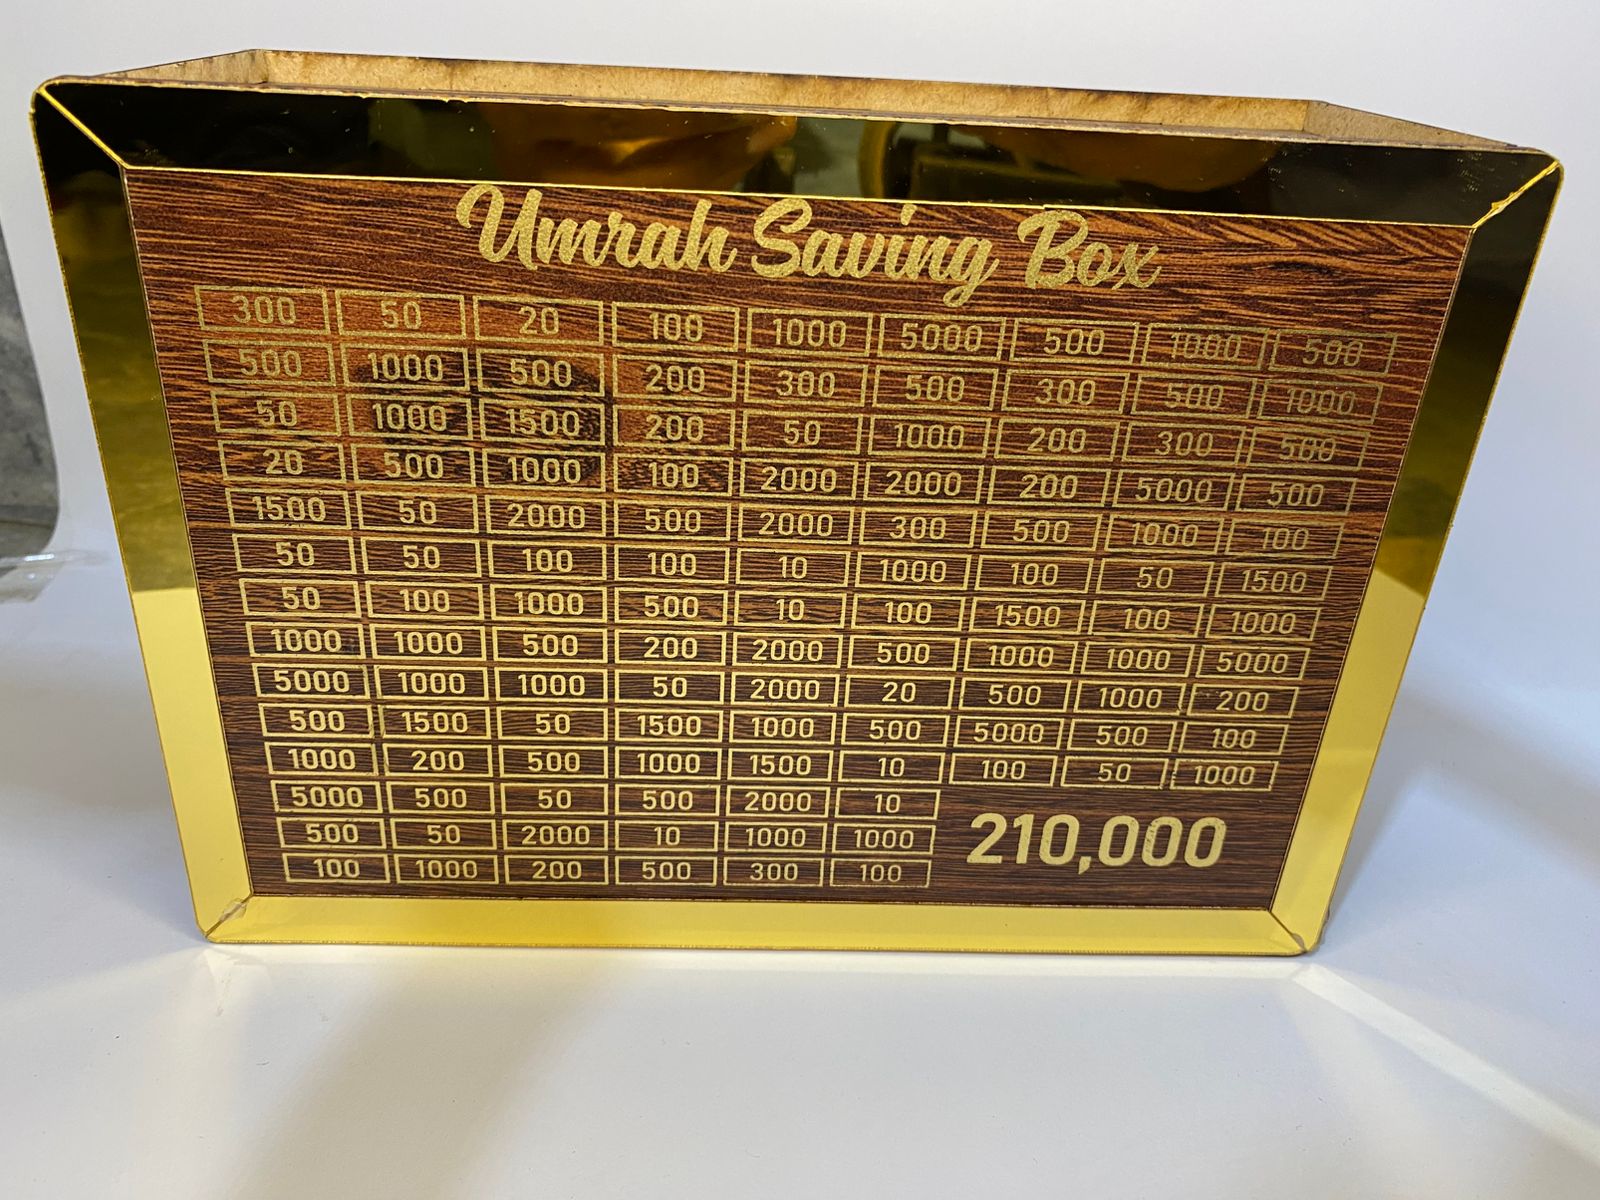 Umrah Saving Box
300 50 20 100 1000 5000 500 1000 500
500 1000 500 200 300 500 300 500 1000
50 1000 1500 200 50 1000 200 300 500
20 500 1000 100 2000 2000 200 5000 500
1500 50 2000 500 2000 300 500 1000 100
50 50 100 100 10 1000 100 50 1500
50 100 1000 500 10 100 1500 100 1000
1000 1000 500 200 2000 500 1000 1000 5000
5000 1000 1000 50 2000 20 500 1000 200
500 1500 50 1500 1000 500 5000 500 100
1000 200 500 1000 1500 10 100 50 1000
5000 500 50 500 2000 10
500 50 2000 10 1000 1000
100 1000 200 500 300 100
210,000